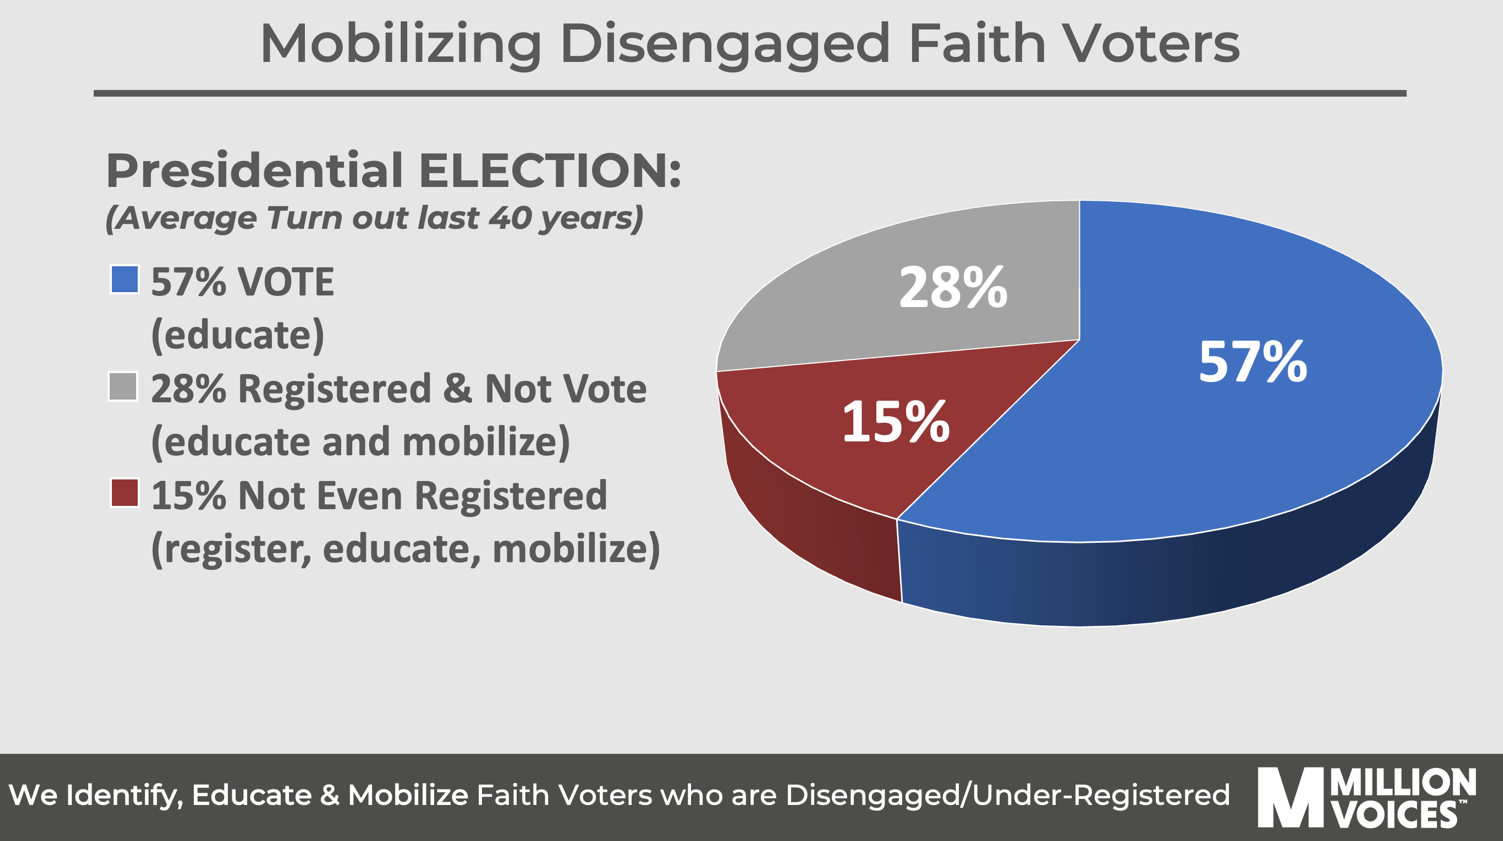 Mobilizing Disengaged Faith Voters
Presidential ELECTION:
(Average Turn out last 40 years)
57% VOTE
(educate)
28% Registered & Not Vote
(educate and mobilize)
15% Not Even Registered
(register, educate, mobilize)
28%
57%
15%
We Identify, Educate & Mobilize Faith Voters who are Disengaged/Under-Registered
M MILLION
VOICES™